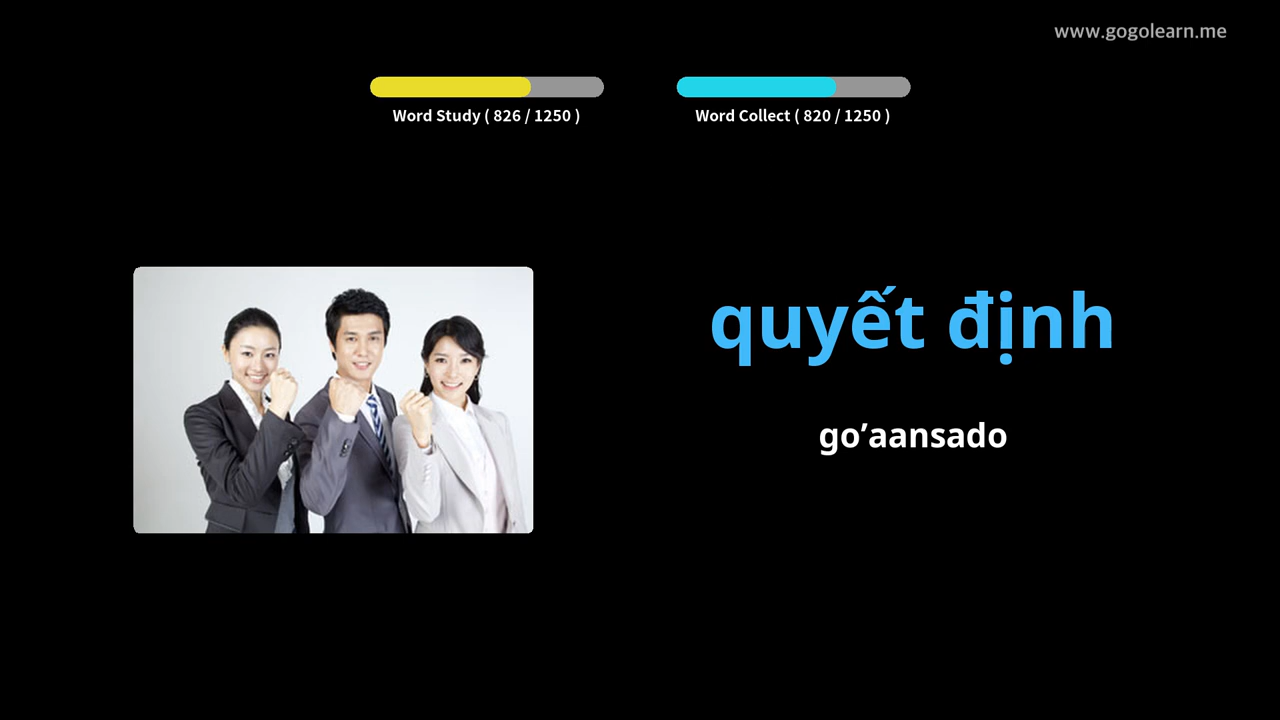 www.gogolearn.me
Word Study ( 826 / 1250 )
Word Collect ( 820 / 1250 )
quyết định
go’aansado